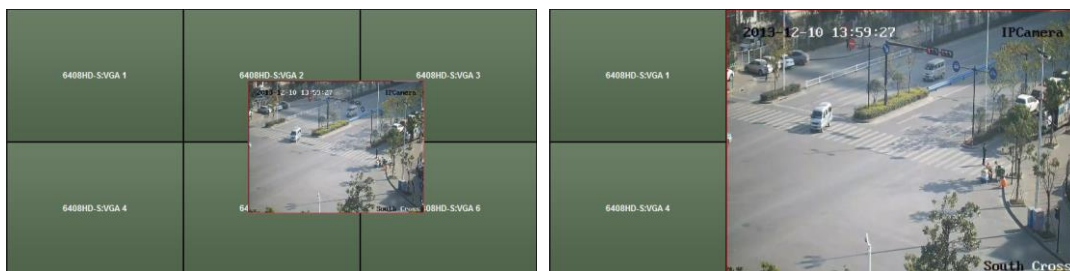 6408HD-S:VGA 1
6408HD-S:VGA 2
6408HD-S:VGA 3
2013-12-10 13:59:27
IPCamera
6408HD-S:VGA 4
64
08HD-S:VGA 6
South Cross
6408HD-S:VGA 1
2013-12-10 13:59:27
IPCamera
6408HD-S:VGA 4
South Cross